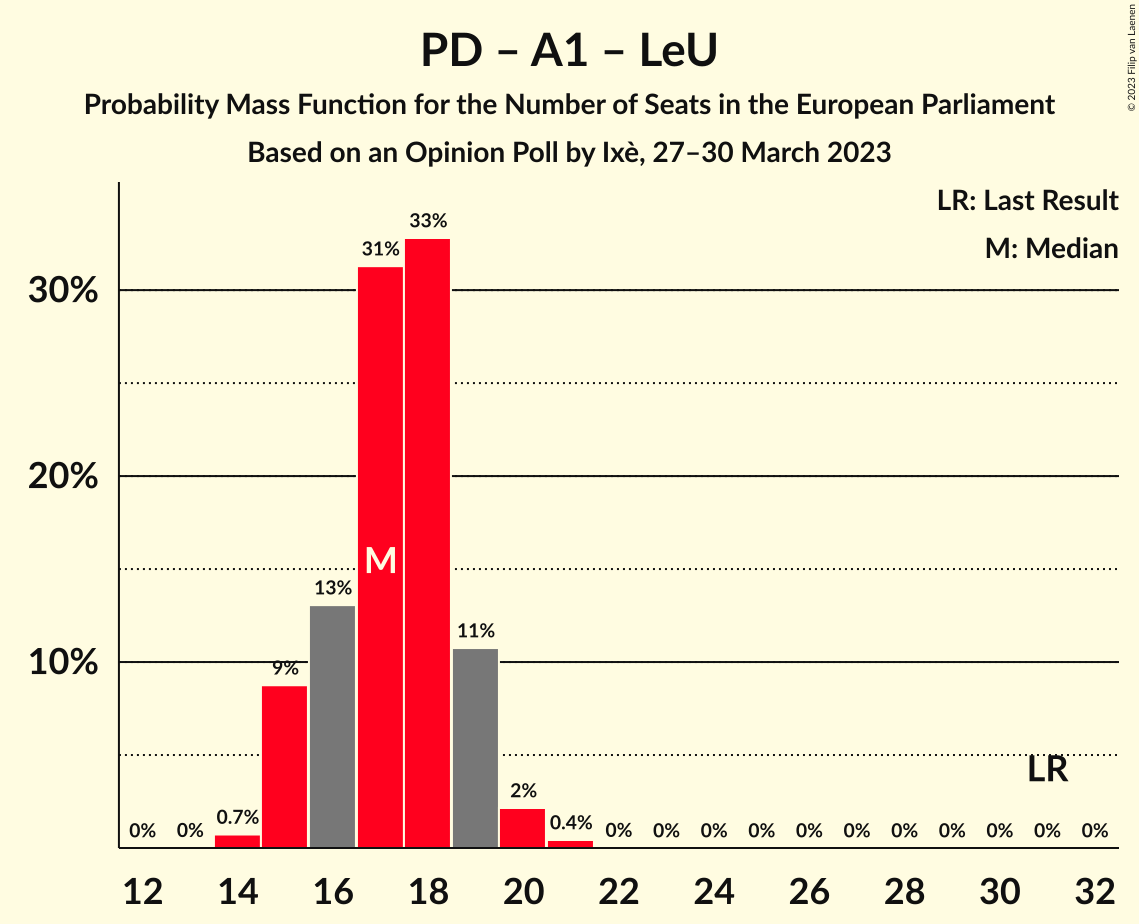 PD – A1 – LeU
Probability Mass Function for the Number of Seats in the European Parliament
Based on an Opinion Poll by Ixè, 27–30 March 2023
© 2023 Filip van Laenen
LR: Last Result
M: Median
30%
20%
10%
0%
0%
0.7%
9%
13%
31%
33%
11%
2%
0.4%
0%
0%
0%
0%
0%
0%
0%
0%
0%
0%
0%
M
LR
12 14 16 18 20 22 24 26 28 30 32